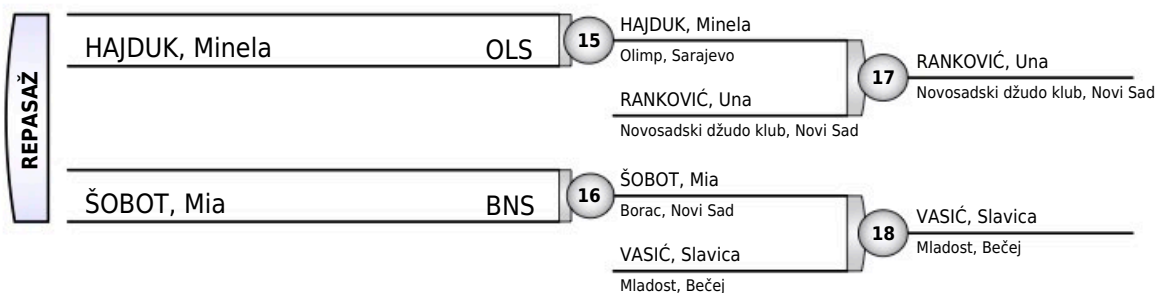 REPASAŽ
HAJDUK, Minela OLS
15
HAJDUK, Minela
Olimp, Sarajevo
RANKOVIĆ, Una
Novosadski džudo klub, Novi Sad
17
RANKOVIĆ, Una
Novosadski džudo klub, Novi Sad
ŠOBOT, Mia BNS
16
ŠOBOT, Mia
Borac, Novi Sad
VASIĆ, Slavica
Mladost, Bečej
18
VASIĆ, Slavica
Mladost, Bečej